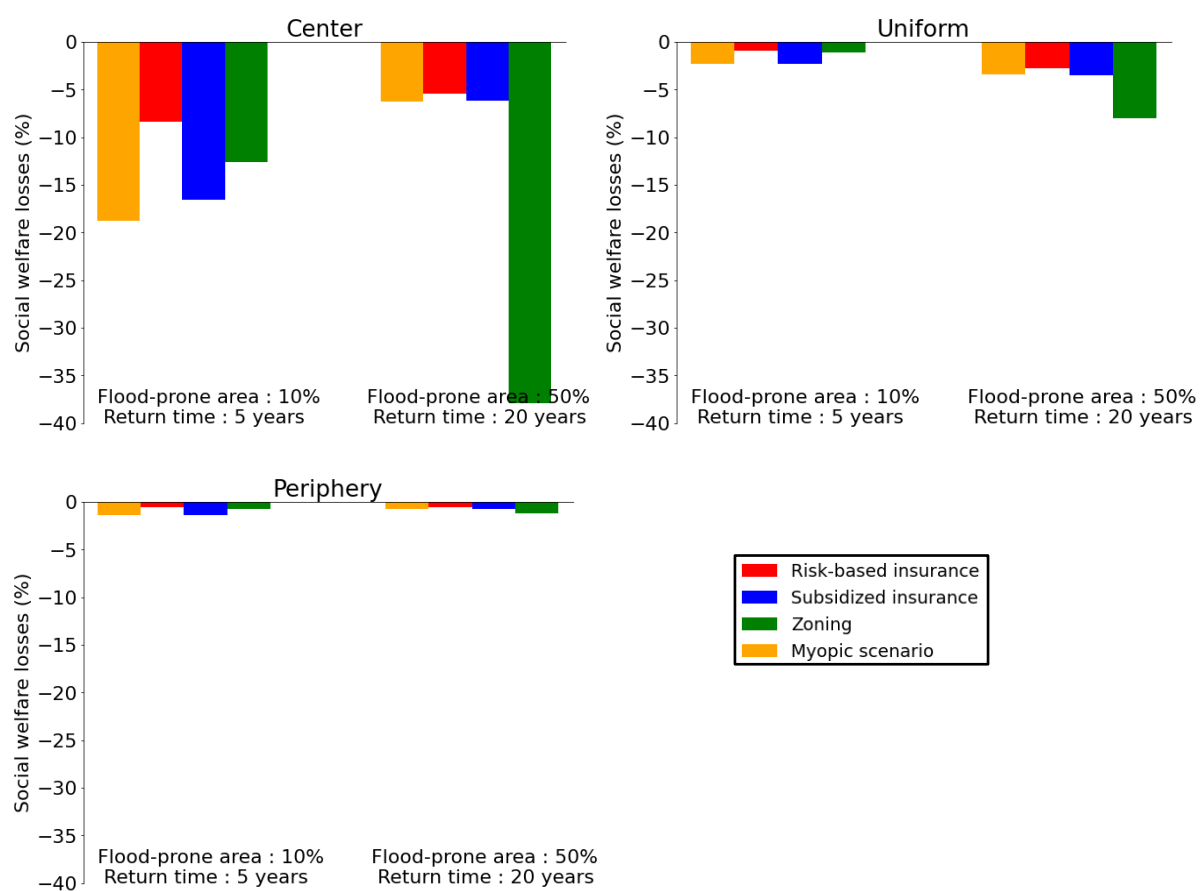 Center
Social welfare losses (%)
0
−5
−10
−15
−20
−25
−30
−35
−40
Flood-prone area : 10%
Return time : 5 years
Flood-prone area : 50%
Return time : 20 years
Uniform
Social welfare losses (%)
0
−5
−10
−15
−20
−25
−30
−35
−40
Flood-prone area : 10%
Return time : 5 years
Flood-prone area : 50%
Return time : 20 years
Periphery
Social welfare losses (%)
0
−5
−10
−15
−20
−25
−30
−35
−40
Flood-prone area : 10%
Return time : 5 years
Flood-prone area : 50%
Return time : 20 years
Risk-based insurance
Subsidized insurance
Zoning
Myopic scenario